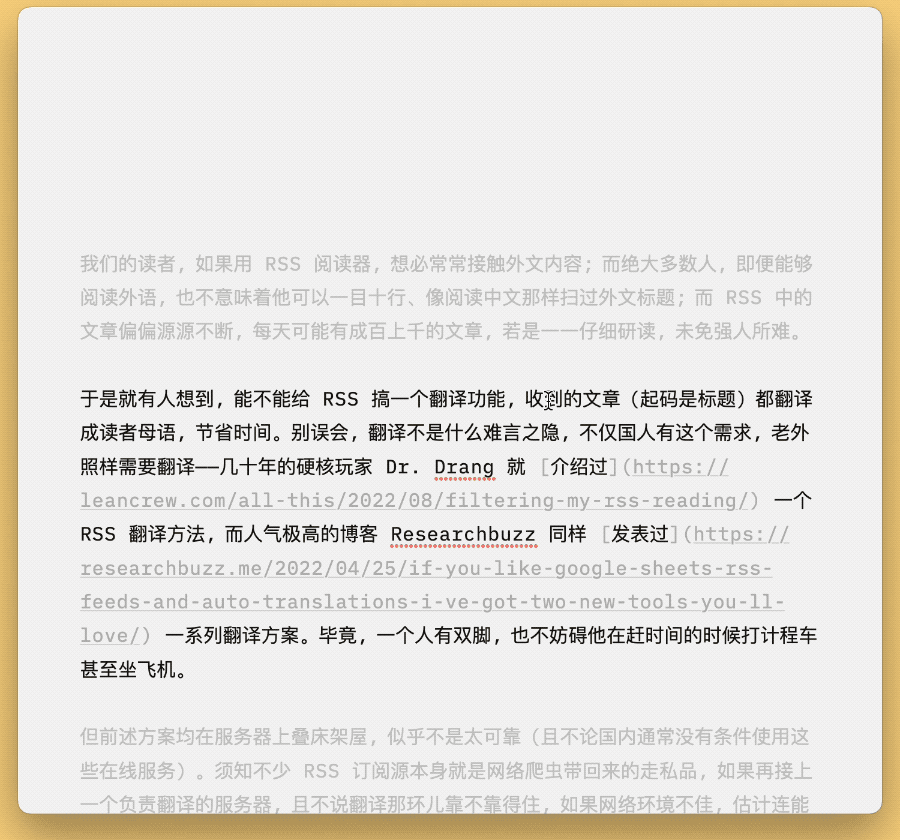 我们的读者，如果用 RSS 阅读器，想必常常接触外文内容；而绝大多数人，即便能够
阅读外语，也不意味着他可以一目十行、像阅读中文那样扫过外文标题；而 RSS 中的
文章偏偏源源不断，每天可能有成百上千的文章，若是一一仔细研读，未免强人所难。
于是就有人想到，能不能给 RSS 搞一个翻译功能，收到的文章（起码是标题）都翻译
成读者母语，节省时间。别误会，翻译不是什么难言之隐，不仅国人有这个需求，老外
照样需要翻译——几十年的硬核玩家 Dr. Drang 就 [介绍过](https://
leancrew.com/all-this/2022/08/filtering-my-rss-reading/) 一个
RSS 翻译方法，而人气极高的博客 Researchbuzz 同样 [发表过](https://
researchbuzz.me/2022/04/25/if-you-like-google-sheets-rss-
feeds-and-auto-translations-i-ve-got-two-new-tools-you-ll-
love/) 一系列翻译方案。毕竟，一个人有双脚，也不妨碍他在赶时间的时候打计程车
甚至坐飞机。
但前述方案均在服务器上叠床架屋，似乎不是太可靠（且不论国内通常没有条件使用这
些在线服务）。须知不少 RSS 订阅源本身就是网络爬虫带回来的走私品，如果再接上
一个负责翻译的服务器，且不说翻译那环儿靠不靠得住，如果网络环境不佳，估计连能